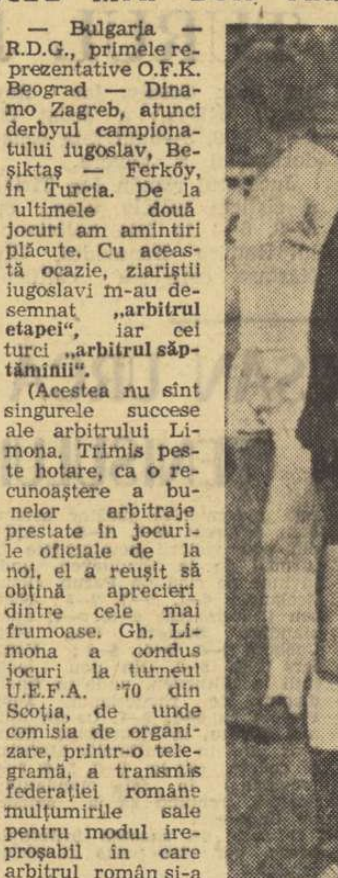 — Bulgaria —
R.D.G., primele re-
prezentative O.F.K.
Beograd — Dina-
mo Zagreb, atunci
derbyul campiona-
tului iugoslav, Be-
şiktaş — Ferköy,
în Turcia. De la
ultimele două
jocuri am amintiri
plăcute. Cu aceas-
tă ocazie, ziariştii
iugoslavi m-au de-
semnat „arbitrul
etapei“, iar cei
turci „arbitrul săp-
tămînii“.
(Acestea nu sînt
singurele succese
ale arbitrului Li-
mona. Trimis pes-
te hotare, ca o re-
cunoaştere a bu-
nelor arbitraje
prestate în jocuri-
le oficiale de la
noi, el a reuşit să
obţină aprecieri
dintre cele mai
frumoase. Gh. Li-
mona a condus
jocuri la turneul
U.E.F.A. '70 din
Scoţia, de unde
comisia de organi-
zare, printr-o tele-
gramă, a transmis
federaţiei române
mulţumirile sale
pentru modul ire-
proşabil în care
arbitrul român şi-a